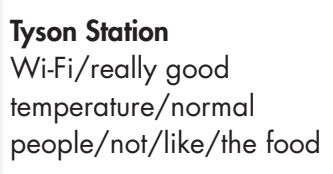 Tyson Station
Wi-Fi/really good
temperature/normal
people/not/like/the food